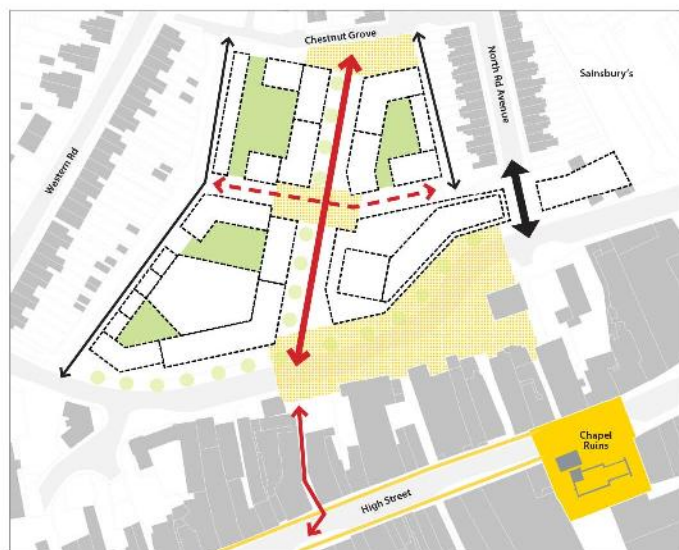 Chestnut Grove
North Rd Avenue
Sainsbury's
Western Rd
Chapel
Ruins
High Street